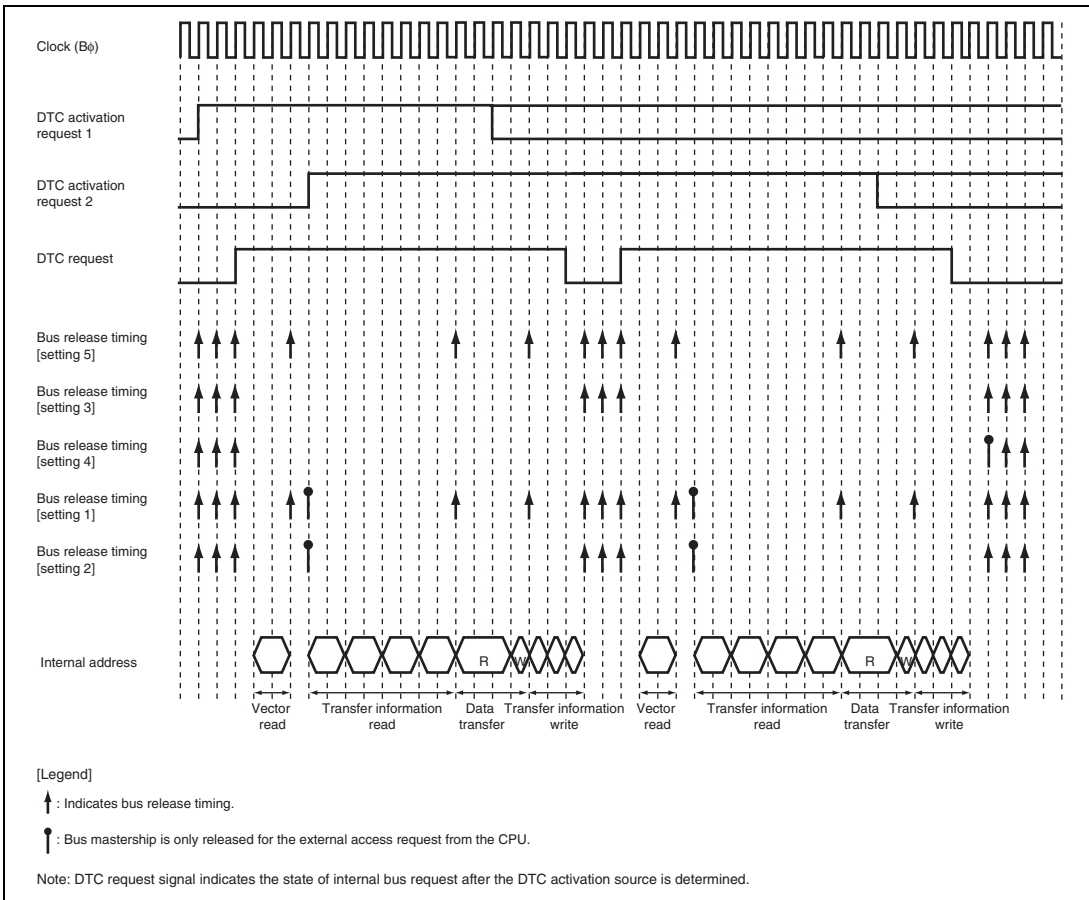 Clock (Bϕ)
DTC activation
request 1
DTC activation
request 2
DTC request
Bus release timing
[setting 5]
Bus release timing
[setting 3]
Bus release timing
[setting 4]
Bus release timing
[setting 1]
Bus release timing
[setting 2]
Internal address
R W R W
Vector read
Transfer information read
Data transfer
Transfer information write
Vector read
Transfer information read
Data transfer
Transfer information write
[Legend]
: Indicates bus release timing.
: Bus mastership is only released for the external access request from the CPU.
Note: DTC request signal indicates the state of internal bus request after the DTC activation source is determined.